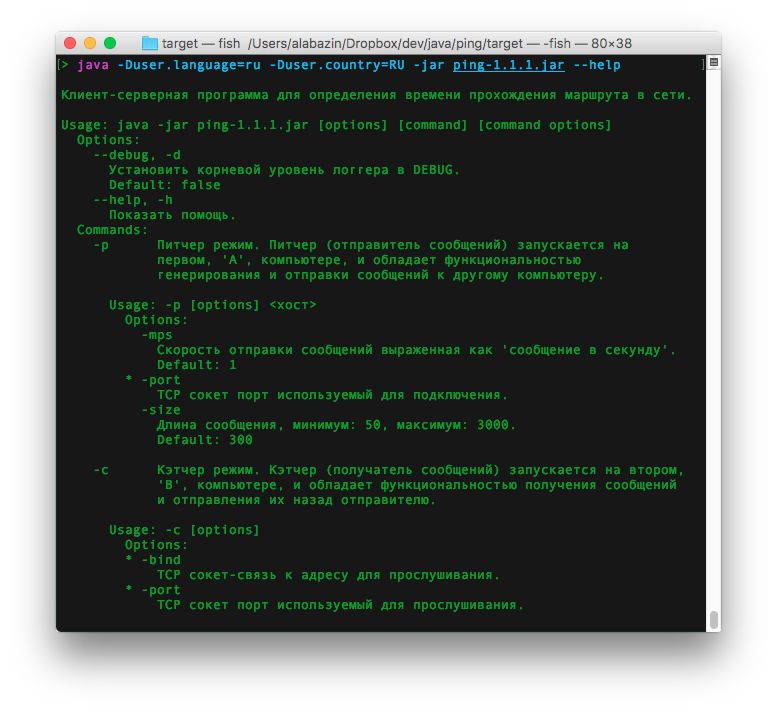 target — fish /Users/alabazin/Dropbox/dev/java/ping/target — -fish — 80×38
[> java -Duser.language=ru -Duser.country=RU -jar ping-1.1.1.jar --help ]
Клиент-серверная программа для определения времени прохождения маршрута в сети.
Usage: java -jar ping-1.1.1.jar [options] [command] [command options]
Options:
--debug, -d
Установить корневой уровень логгера в DEBUG.
Default: false
--help, -h
Показать помощь.
Commands:
-p Питчер режим. Питчер (отправитель сообщений) запускается на
первом, 'A', компьютере, и обладает функциональностью
генерирования и отправки сообщений к другому компьютеру.
Usage: -p [options] <хост>
Options:
-mps
Скорость отправки сообщений выраженная как 'сообщение в секунду'.
Default: 1
* -port
TCP сокет порт используемый для подключения.
-size
Длина сообщения, минимум: 50, максимум: 3000.
Default: 300
-c Кэтчер режим. Кэтчер (получатель сообщений) запускается на втором,
'B', компьютере, и обладает функциональностью получения сообщений
и отправления их назад отправителю.
Usage: -c [options]
Options:
* -bind
TCP сокет-связь к адресу для прослушивания.
* -port
TCP сокет порт используемый для прослушивания.